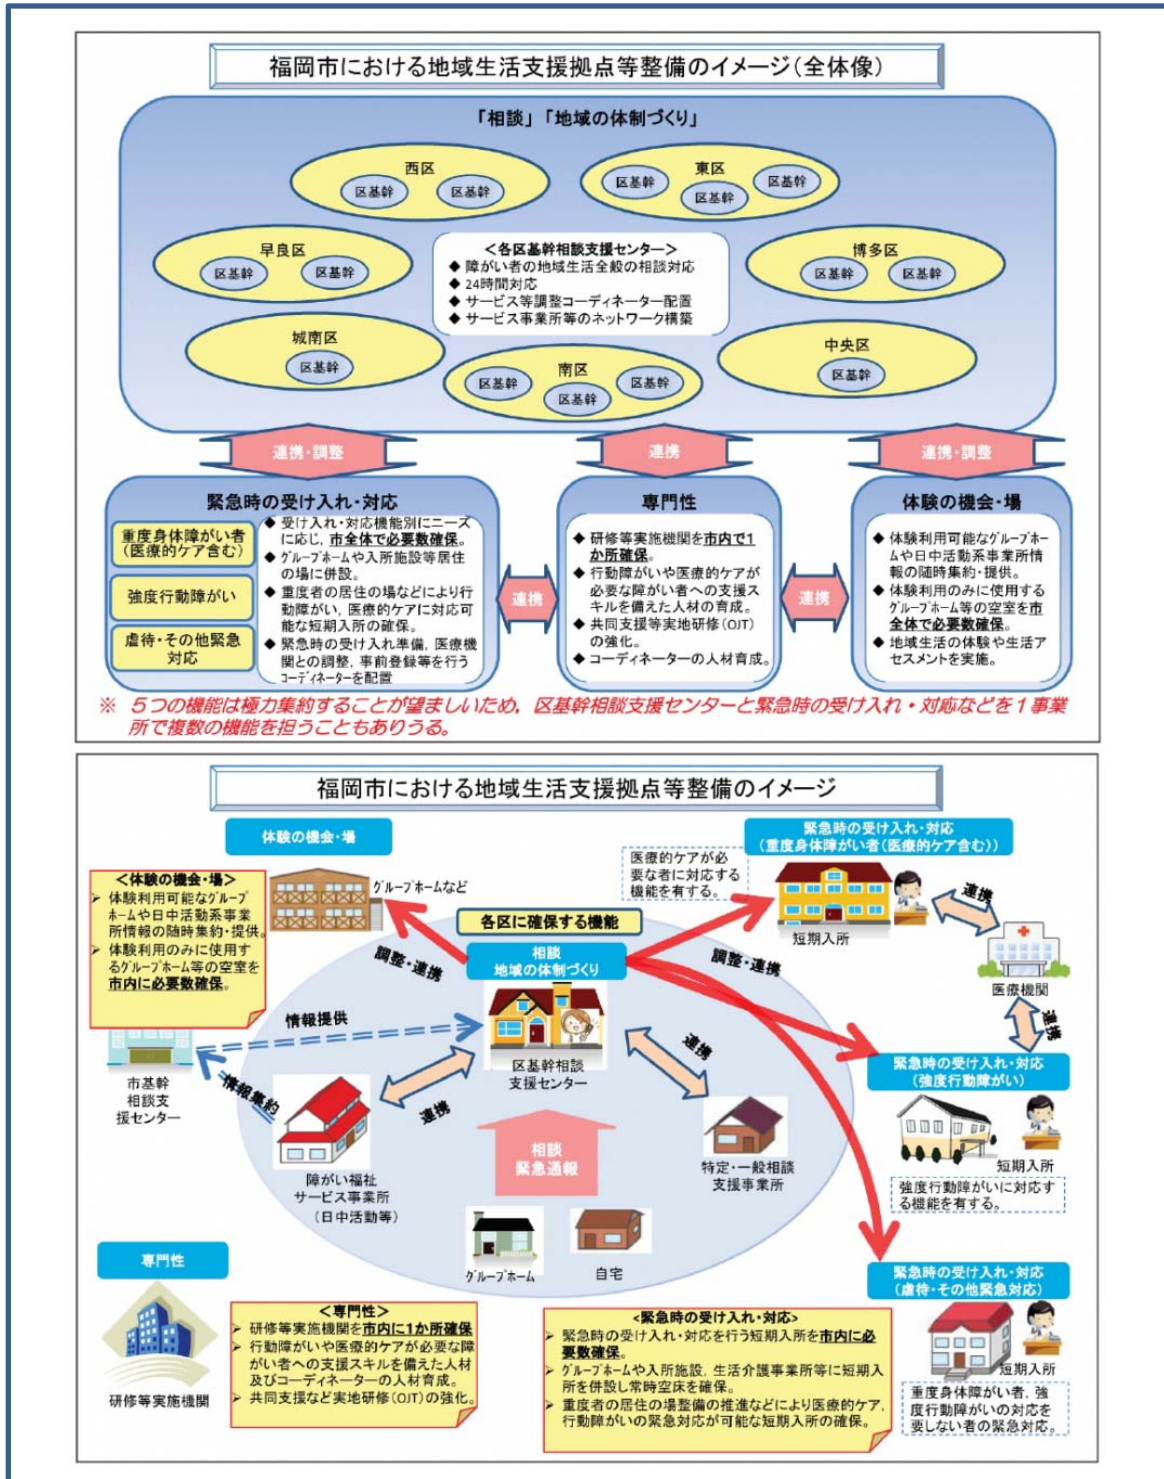 福岡市における地域生活支援拠点等整備のイメージ（全体像）
「相談」「地域の体制づくり」
西区
区基幹
区基幹
東区
区基幹
区基幹
区基幹
早良区
区基幹
区基幹
＜各区基幹相談支援センター＞
◆ 障がい者の地域生活全般の相談対応
◆ 24時間対応
◆ サービス等調整コーディネーター配置
◆ サービス事業所等のネットワーク構築
博多区
区基幹
区基幹
城南区
区基幹
南区
区基幹
区基幹
区基幹
中央区
区基幹
連携・調整
連携
連携・調整
緊急時の受け入れ・対応
重度身体障がい者
（医療的ケア含む）
強度行動障がい
虐待・その他緊急
対応
◆ 受け入れ・対応機能別にニーズ
に応じ，市全体で必要数確保。
◆ グループホームや入所施設等居住
の場に併設。
◆ 重度者の居住の場などにより行
動障がい，医療的ケアに対応可
能な短期入所の確保。
◆ 緊急時の受け入れ準備，医療機
関との調整，事前登録等を行う
コーディネーターを配置
連携
専門性
◆ 研修等実施機関を市内で1
か所確保。
◆ 行動障がいや医療的ケアが
必要な障がい者への支援ス
キルを備えた人材の育成。
◆ 共同支援等実地研修（OJT）
の強化。
◆ コーディネーターの人材育成。
連携
体験の機会・場
◆ 体験利用可能なグループホー
ムや日中活動系事業所情
報の随時集約・提供。
◆ 体験利用のみに使用する
グループホーム等の空室を市
全体で必要数確保。
◆ 地域生活の体験や生活ア
セスメントを実施。
※ ５つの機能は極力集約することが望ましいため，区基幹相談支援センターと緊急時の受け入れ・対応などを１事業
所で複数の機能を担うこともありうる。
福岡市における地域生活支援拠点等整備のイメージ
体験の機会・場
＜体験の機会・場＞
➢ 体験利用可能なグループ
ホームや日中活動系事業
所情報の随時集約・提供。
➢ 体験利用のみに使用す
るグループホーム等の空室を
市内に必要数確保。
グループホームなど
医療的ケアが必
要な者に対応する
機能を有する。
緊急時の受け入れ・対応
（重度身体障がい者（医療的ケア含む））
短期入所
連携
医療機関
連携
各区に確保する機能
相談
地域の体制づくり
調整・連携
調整・連携
情報提供
区基幹相談
支援センター
連携
連携
市基幹
相談支
援センター
情報集約
障がい福祉
サービス事業所
（日中活動等）
相談
緊急通報
特定・一般相談
支援事業所
グループホーム
自宅
緊急時の受け入れ・対応
（強度行動障がい）
短期入所
強度行動障がいに対応す
る機能を有する。
緊急時の受け入れ・対応
（虐待・その他緊急対応）
短期入所
重度身体障がい者，強
度行動障がいの対応を
要しない者の緊急対応。
専門性
研修等実施機関
＜専門性＞
➢ 研修等実施機関を市内に1か所確保
➢ 行動障がいや医療的ケアが必要な障
がい者への支援スキルを備えた人材
及びコーディネーターの人材育成。
➢ 共同支援など実地研修（OJT）の強化。
<緊急時の受け入れ・対応>
➢ 緊急時の受け入れ・対応を行う短期入所を市内に必
要数確保。
➢ グループホームや入所施設，生活介護事業所等に短期入
所を併設し常時空床を確保。
➢ 重度者の居住の場整備の推進などにより医療的ケア，
行動障がいの緊急対応が可能な短期入所の確保。